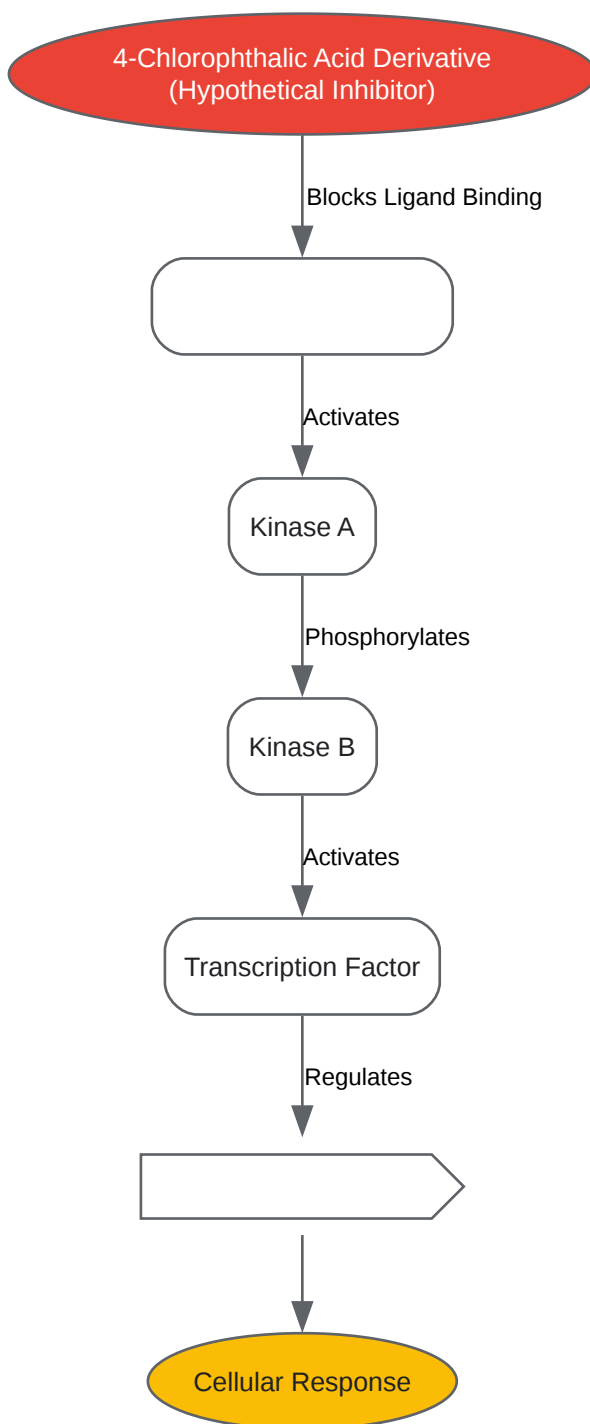 4-Chlorophthalic Acid Derivative
(Hypothetical Inhibitor)
Blocks Ligand Binding
Activates
Kinase A
Phosphorylates
Kinase B
Activates
Transcription Factor
Regulates
Cellular Response